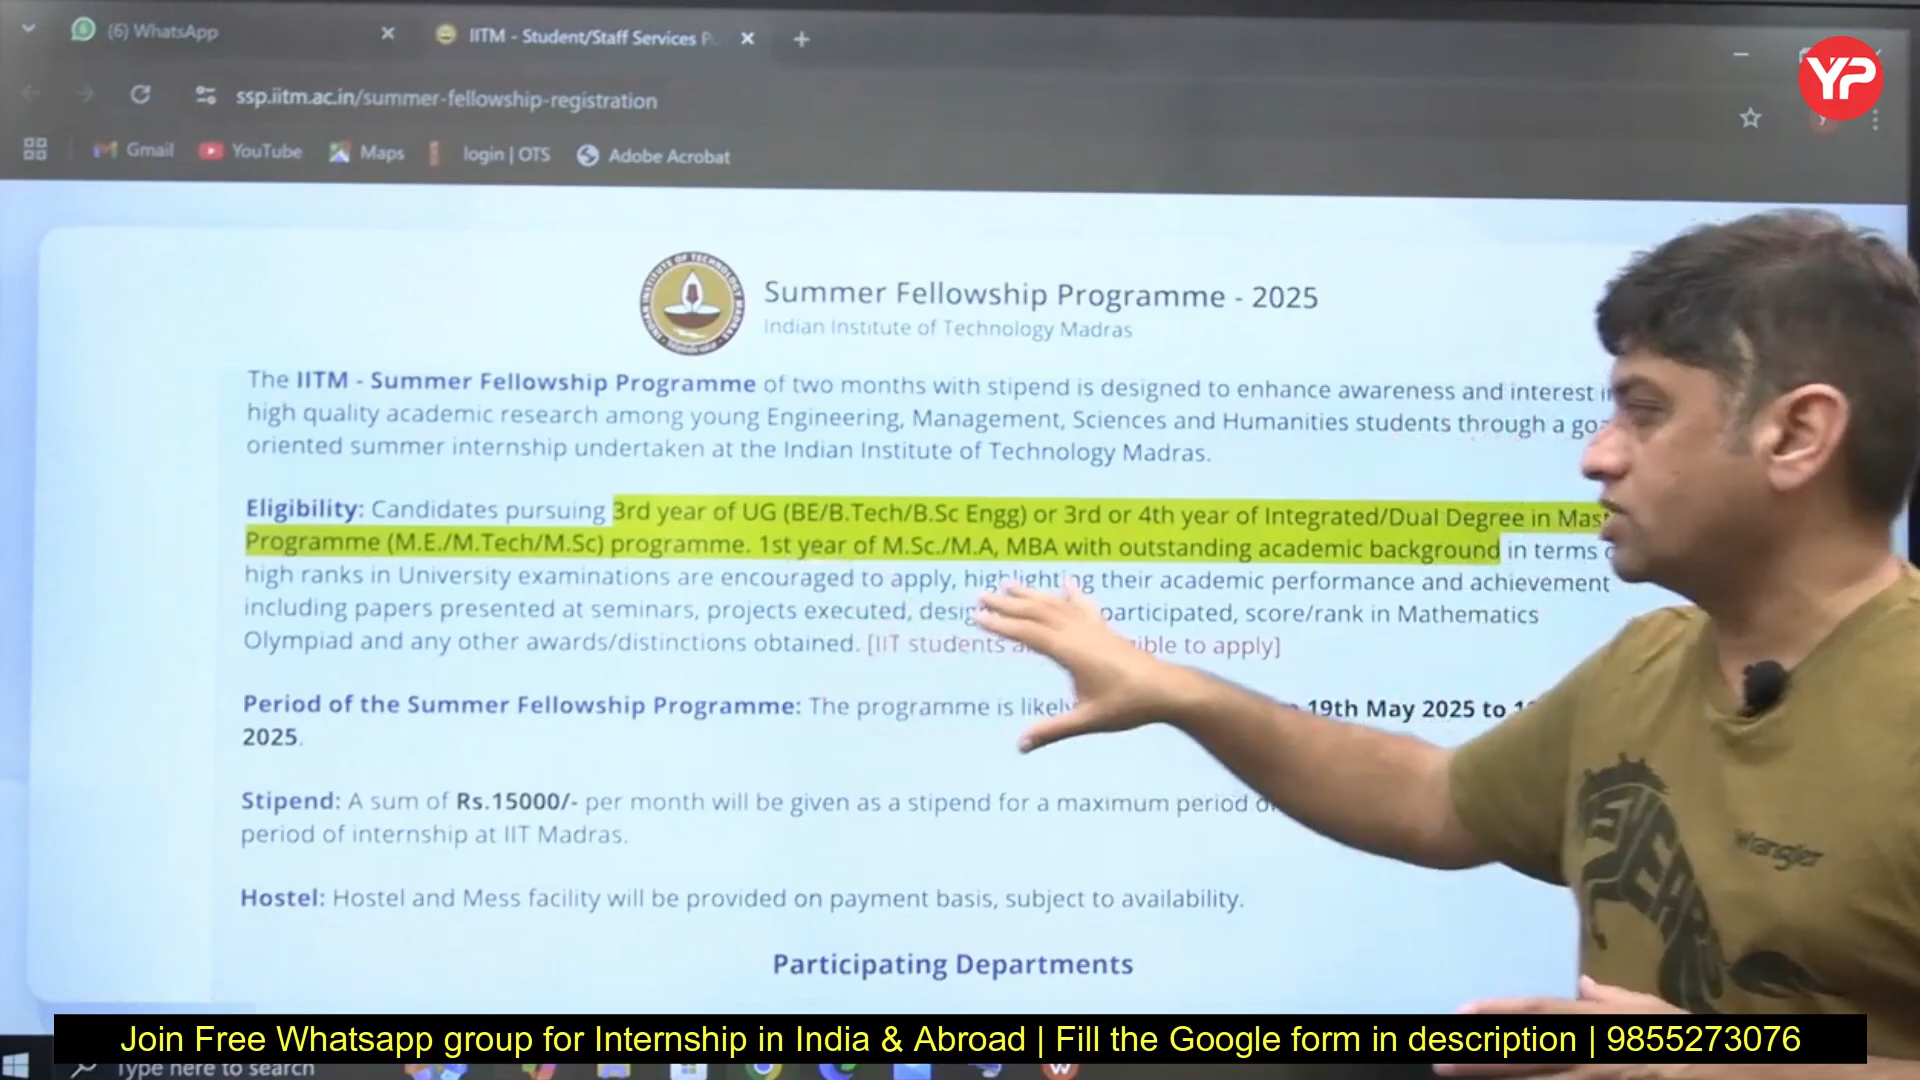 (6) WhatsApp
IITM - Student/Staff Services P
YP
ssp.iitm.ac.in/summer-fellowship-registration
Gmail
YouTube
Maps
login | OTS
Adobe Acrobat
Summer Fellowship Programme - 2025
Indian Institute of Technology Madras
The IITM - Summer Fellowship Programme of two months with stipend is designed to enhance awareness and interest
high quality academic research among young Engineering, Management, Sciences and Humanities students through a
oriented summer internship undertaken at the Indian Institute of Technology Madras.
Eligibility: Candidates pursuing 3rd year of UG (BE/B.Tech/B.Sc Engg) or 3rd or 4th year of Integrated/Dual Degree in
Programme (M.E./M.Tech/M.Sc) programme. 1st year of M.Sc./M.A, MBA with outstanding academic background in terms
high ranks in University examinations are encouraged to apply, highlighting their academic performance and achievement
including papers presented at seminars, projects executed, participated, score/rank in Mathematics
Olympiad and any other awards/distinctions obtained. [IIT students to apply]
Period of the Summer Fellowship Programme: The programme is likely 19th May 2025 to
2025.
Stipend: A sum of Rs.15000/- per month will be given as a stipend for a maximum period
period of internship at IIT Madras.
Hostel: Hostel and Mess facility will be provided on payment basis, subject to availability.
Participating Departments
Wrangler
Join Free Whatsapp group for Internship in India & Abroad | Fill the Google form in description | 9855273076
Type here to search